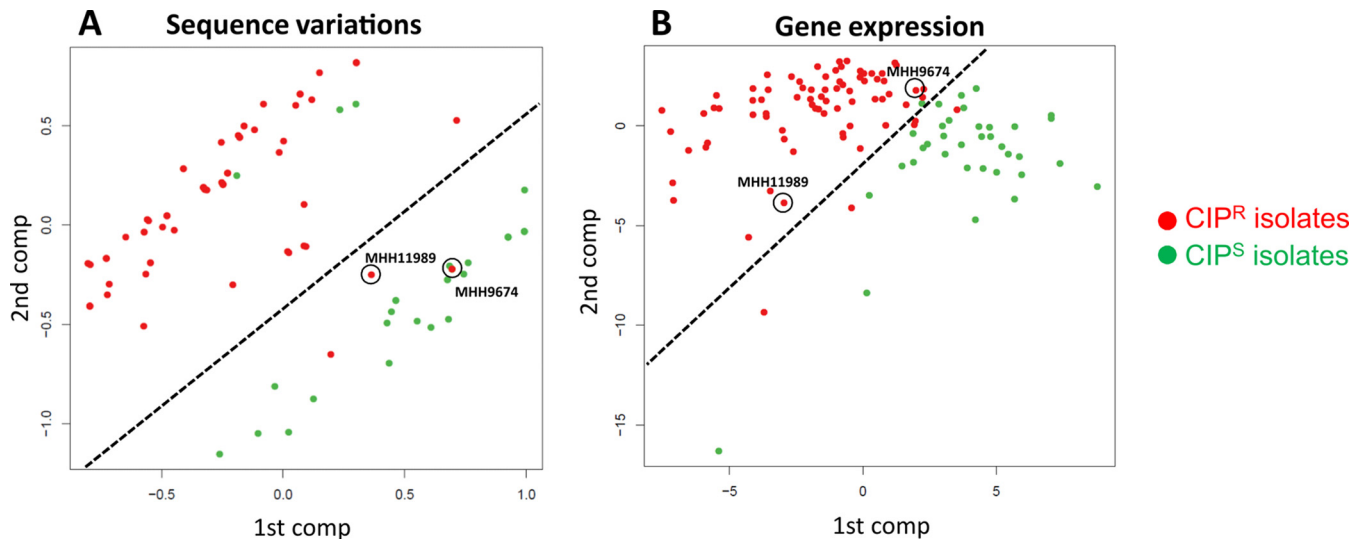 A Sequence variations
2nd comp
0.5
0.0
−0.5
−1.0
MHH11989
MHH9674
−0.5 0.0 0.5 1.0
1st comp
B Gene expression
2nd comp
0
−5
−10
−15
MHH9674
MHH11989
−5 0 5
1st comp
CIPᴿ isolates
CIPˢ isolates